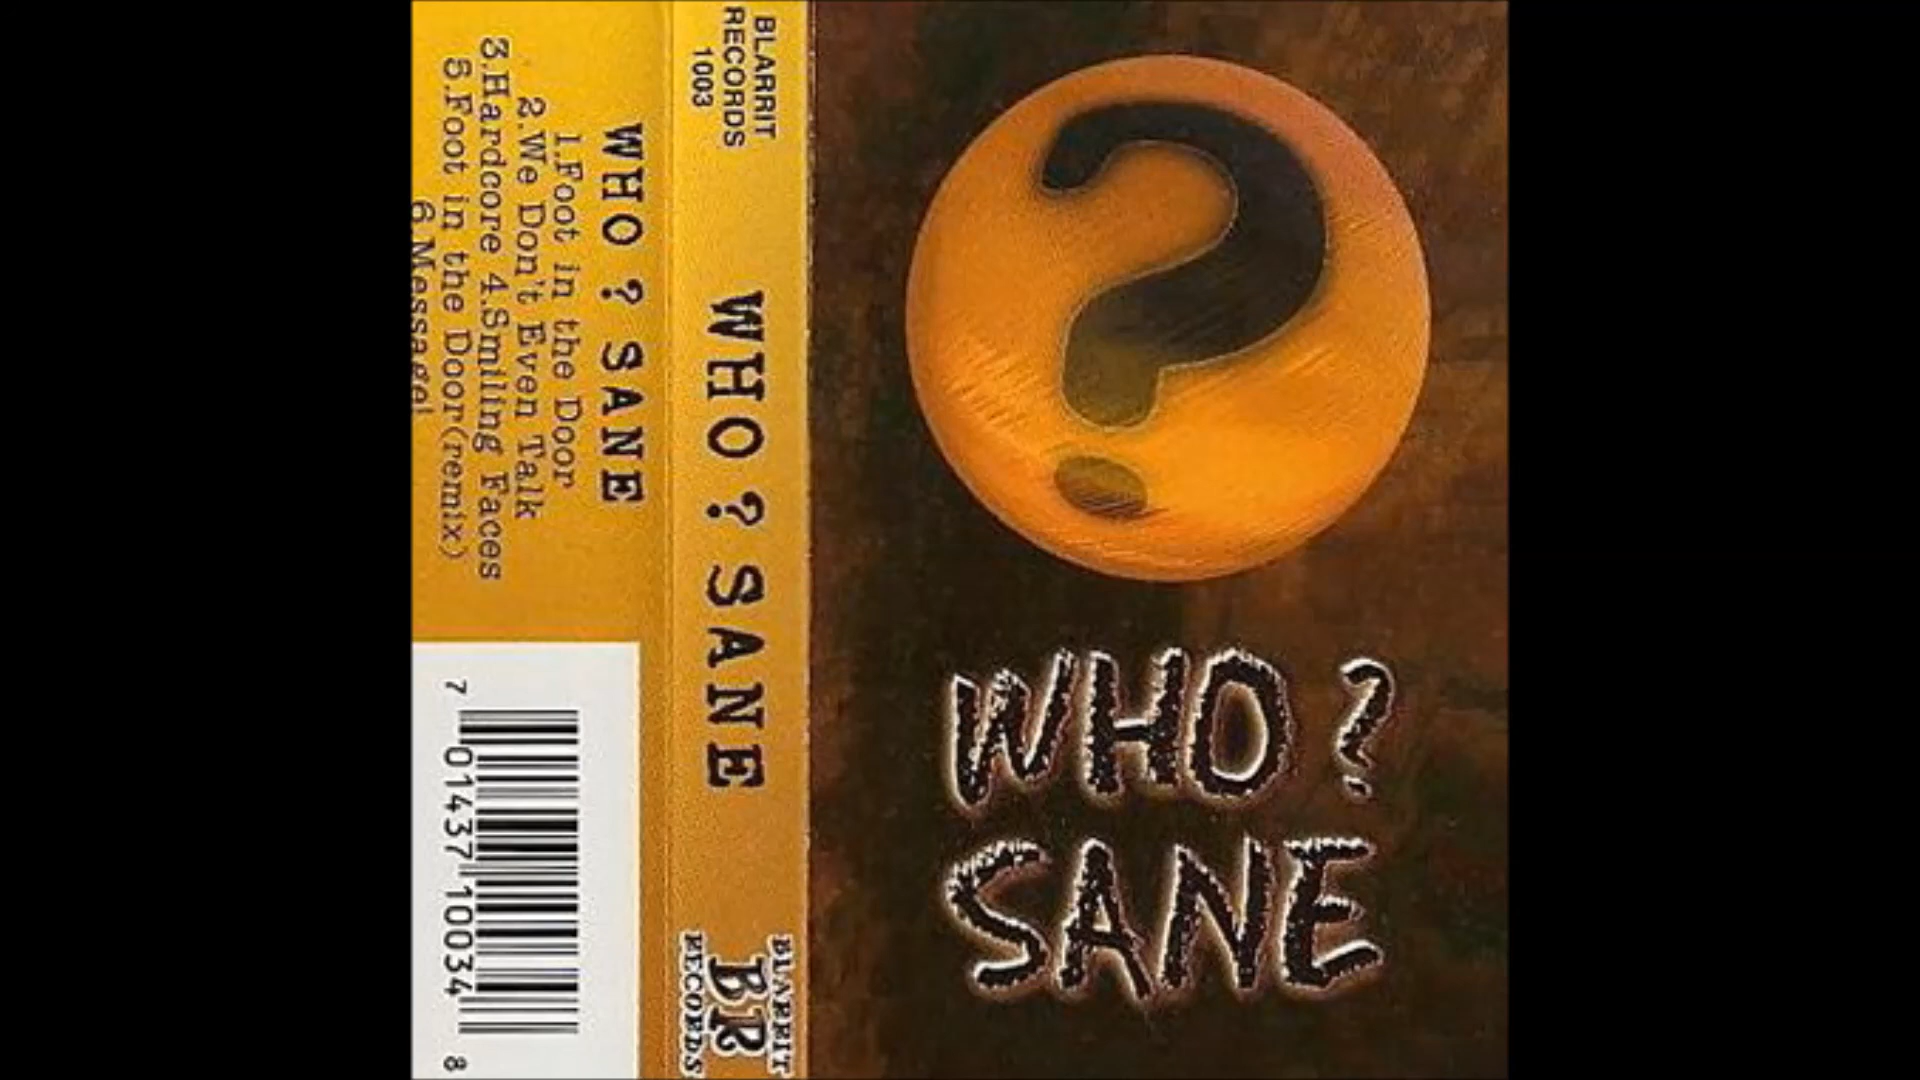 WHO ? SANE
1.Foot in the Door
2.We Don't Even Talk
3.Hardcore 4.Smiling Faces
5.Foot in the Door(remix)
6.Message!
7 01437 10034 8
BLARRIT
RECORDS
1003
WHO ? SANE
BLARRIT
BR
RECORDS
?
WHO ?
SANE